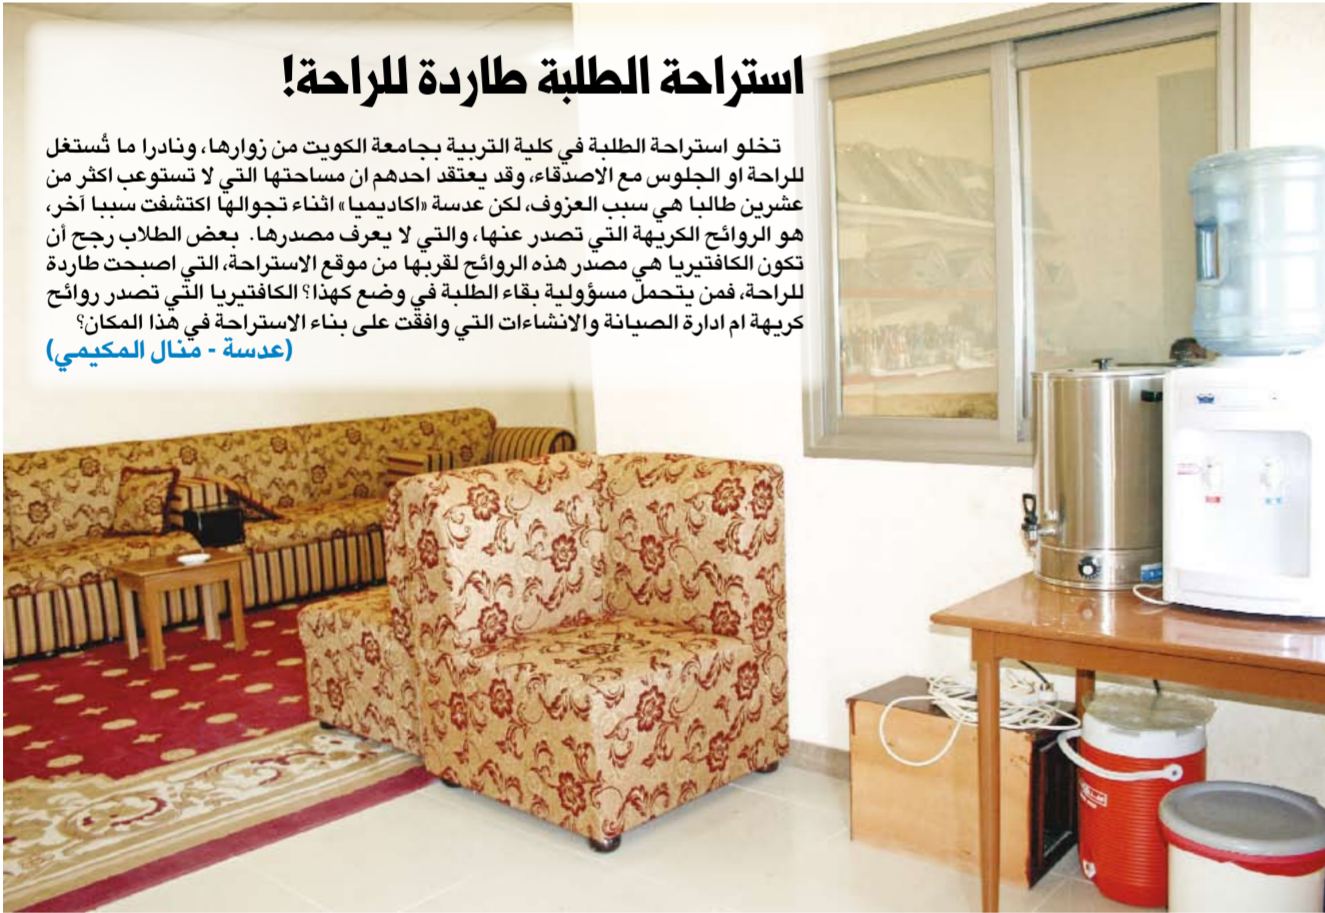 استراحة الطلبة طاردة للراحة!
تخلو استراحة الطلبة في كلية التربية بجامعة الكويت من زوارها، ونادرا ما تُستغل
للراحة او الجلوس مع الاصدقاء، وقد يعتقد احدهم ان مساحتها التي لا تستوعب اكثر من
عشرين طالبا هي سبب العزوف، لكن عدسة «اكاديميا» اثناء تجوالها اكتشفت سببا آخر،
هو الروائح الكريهة التي تصدر عنها، والتي لا يعرف مصدرها. بعض الطلاب رجح أن
تكون الكافتيريا هي مصدر هذه الروائح لقربها من موقع الاستراحة، التي اصبحت طاردة
للراحة، فمن يتحمل مسؤولية بقاء الطلبة في وضع كهذا؟ الكافتيريا التي تصدر روائح
كريهة ام ادارة الصيانة والانشاءات التي وافقت على بناء الاستراحة في هذا المكان؟
(عدسة - منال المكيمي)